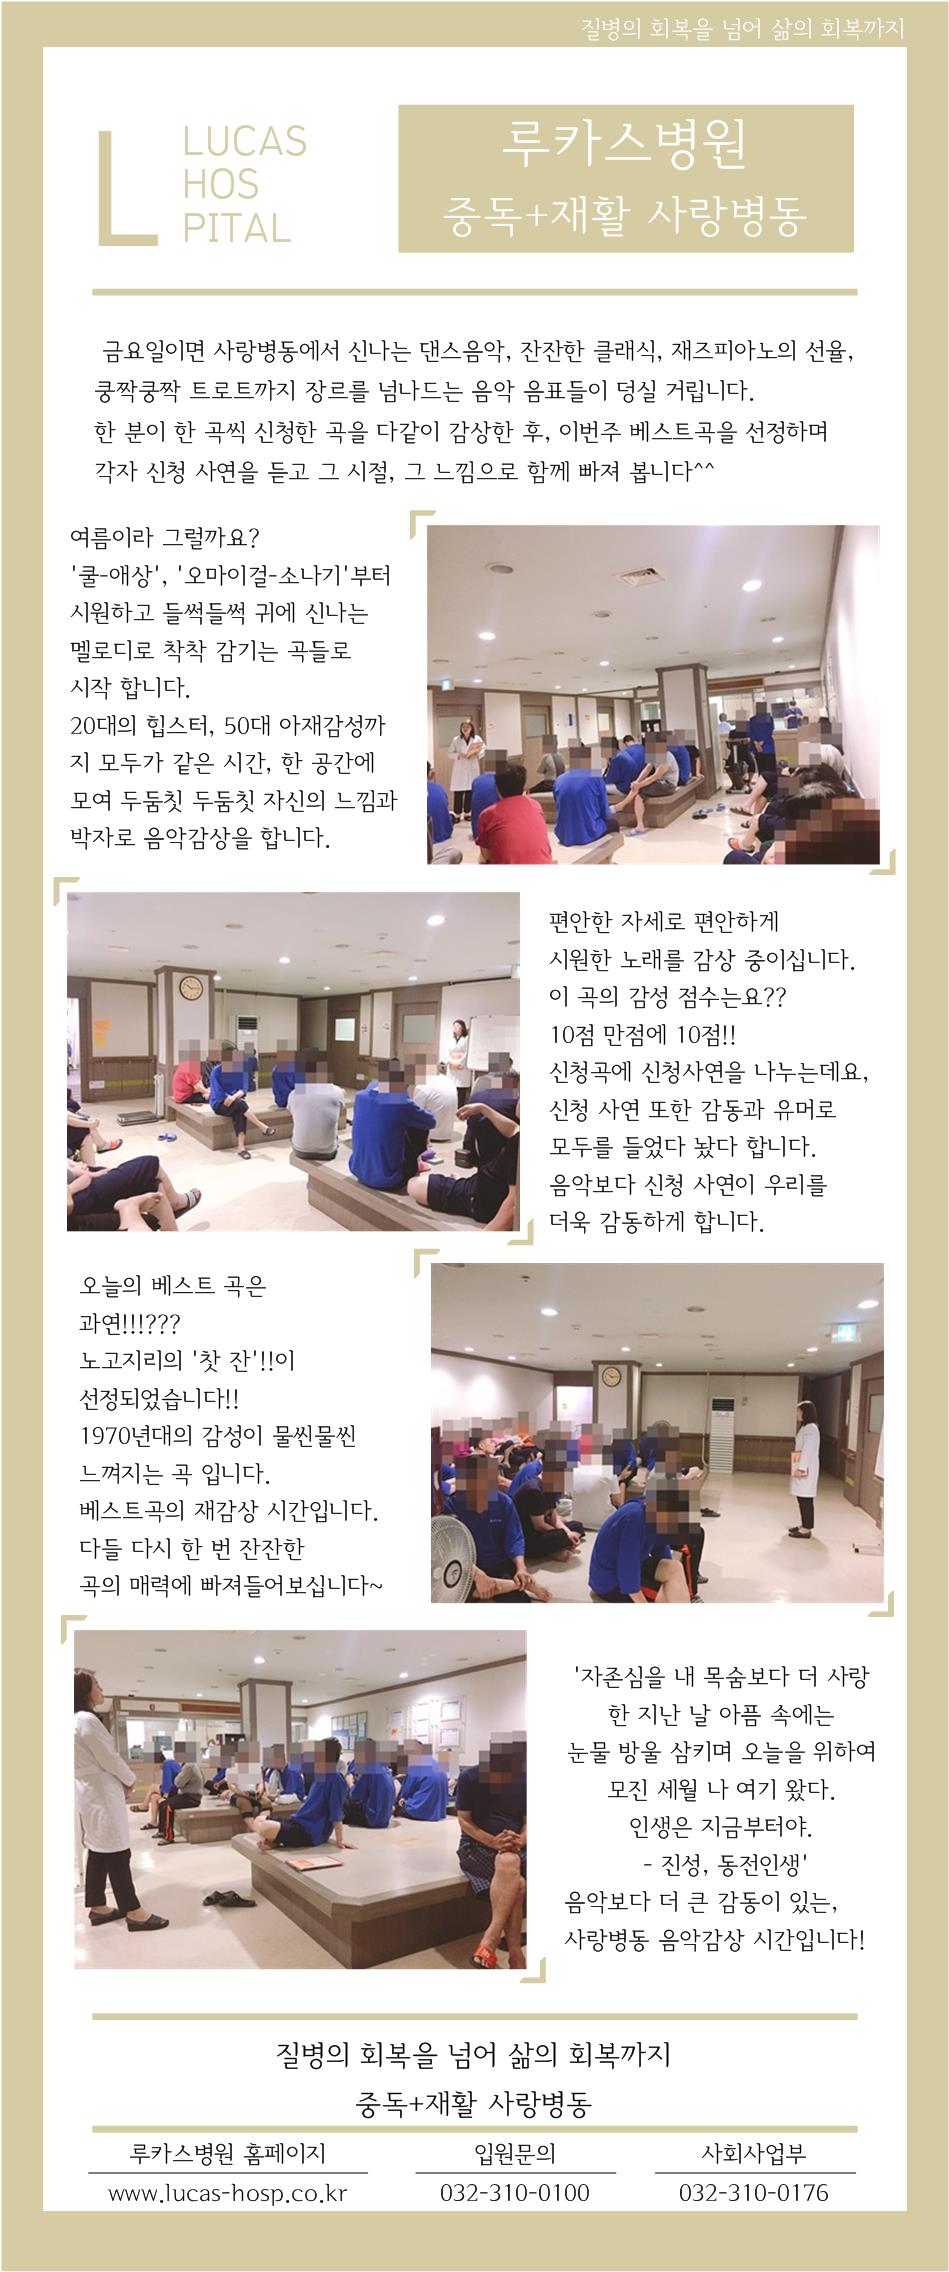 질병의 회복을 넘어 삶의 회복까지
L
LUCAS
HOS
PITAL
루카스병원
중독+재활 사랑병동
금요일이면 사랑병동에서 신나는 댄스음악, 잔잔한 클래식, 재즈피아노의 선율,
쿵짝쿵짝 트로트까지 장르를 넘나드는 음악 음표들이 덩실 거립니다.
한 분이 한 곡씩 신청한 곡을 다같이 감상한 후, 이번주 베스트곡을 선정하며
각자 신청 사연을 듣고 그 시절, 그 느낌으로 함께 빠져 봅니다^^
여름이라 그럴까요?
'쿨-애상', '오마이걸-소나기'부터
시원하고 들썩들썩 귀에 신나는
멜로디로 착착 감기는 곡들로
시작 합니다.
20대의 힙스터, 50대 아재감성까
지 모두가 같은 시간, 한 공간에
모여 두둠칫 두둠칫 자신의 느낌과
박자로 음악감상을 합니다.
편안한 자세로 편안하게
시원한 노래를 감상 중이십니다.
이 곡의 감성 점수는요??
10점 만점에 10점!!
신청곡에 신청사연을 나누는데요,
신청 사연 또한 감동과 유머로
모두를 들었다 놨다 합니다.
음악보다 신청 사연이 우리를
더욱 감동하게 합니다.
오늘의 베스트 곡은
과연!!!???
노고지리의 '찻 잔'!!이
선정되었습니다!!
1970년대의 감성이 물씬물씬
느껴지는 곡 입니다.
베스트곡의 재감상 시간입니다.
다들 다시 한 번 잔잔한
곡의 매력에 빠져들어보십니다~
'자존심을 내 목숨보다 더 사랑
한 지난 날 아픔 속에는
눈물 방울 삼키며 오늘을 위하여
모진 세월 나 여기 왔다.
인생은 지금부터야.
- 진성, 동전인생'
음악보다 더 큰 감동이 있는,
사랑병동 음악감상 시간입니다!
질병의 회복을 넘어 삶의 회복까지
중독+재활 사랑병동
루카스병원 홈페이지
www.lucas-hosp.co.kr
입원문의
032-310-0100
사회사업부
032-310-0176